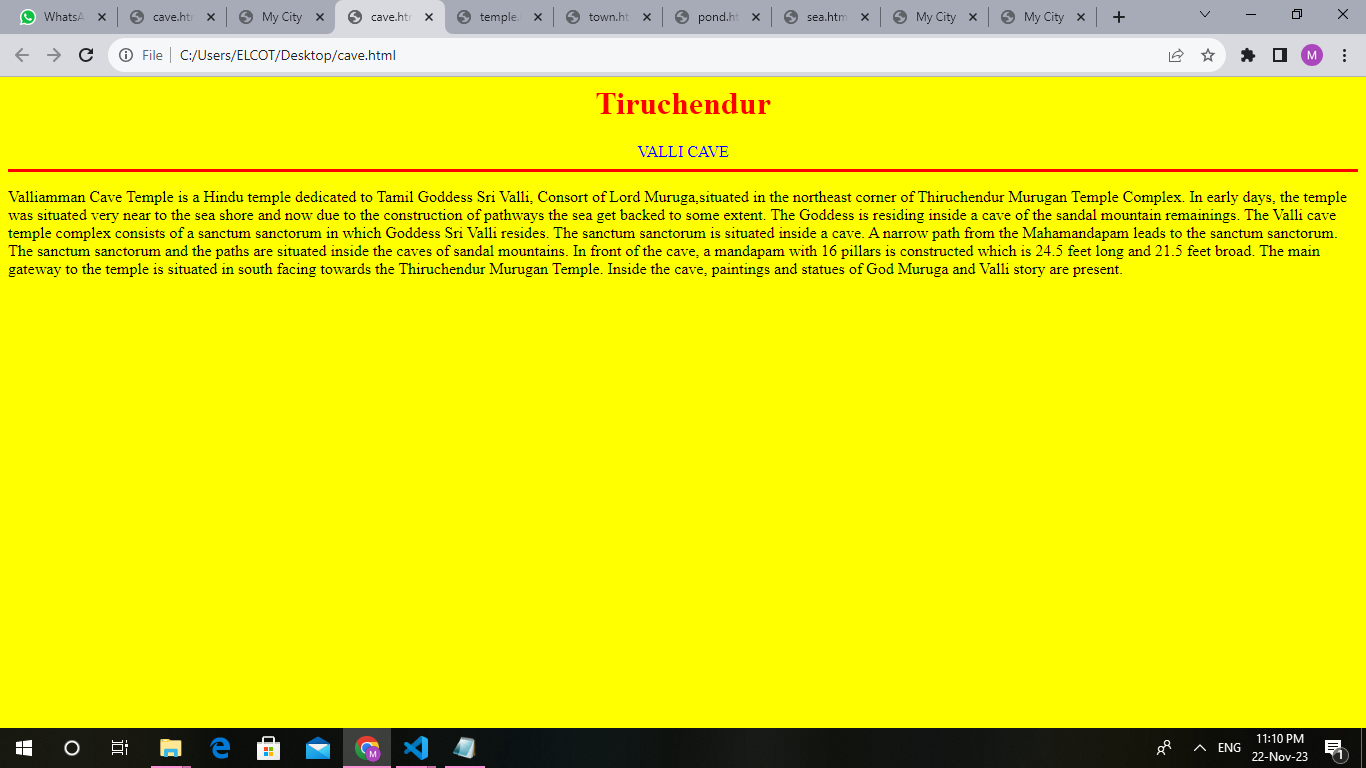 WhatsA
cave.htm
My City
cave.htm
temple.
town.ht
pond.ht
sea.htm
My City
My City
File
C:/Users/ELCOT/Desktop/cave.html
M
Tiruchendur
VALLI CAVE
Valliamman Cave Temple is a Hindu temple dedicated to Tamil Goddess Sri Valli, Consort of Lord Muruga,situated in the northeast corner of Thiruchendur Murugan Temple Complex. In early days, the temple
was situated very near to the sea shore and now due to the construction of pathways the sea get backed to some extent. The Goddess is residing inside a cave of the sandal mountain remainings. The Valli cave
temple complex consists of a sanctum sanctorum in which Goddess Sri Valli resides. The sanctum sanctorum is situated inside a cave. A narrow path from the Mahamandapam leads to the sanctum sanctorum.
The sanctum sanctorum and the paths are situated inside the caves of sandal mountains. In front of the cave, a mandapam with 16 pillars is constructed which is 24.5 feet long and 21.5 feet broad. The main
gateway to the temple is situated in south facing towards the Thiruchendur Murugan Temple. Inside the cave, paintings and statues of God Muruga and Valli story are present.
M
ENG
11:10 PM
22-Nov-23
1